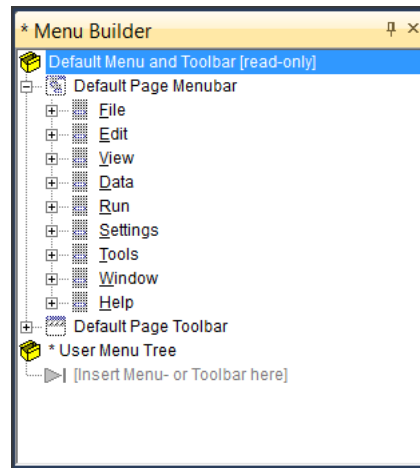 * Menu Builder
Default Menu and Toolbar [read-only]
Default Page Menubar
File
Edit
View
Data
Run
Settings
Tools
Window
Help
Default Page Toolbar
* User Menu Tree
[Insert Menu- or Toolbar here]